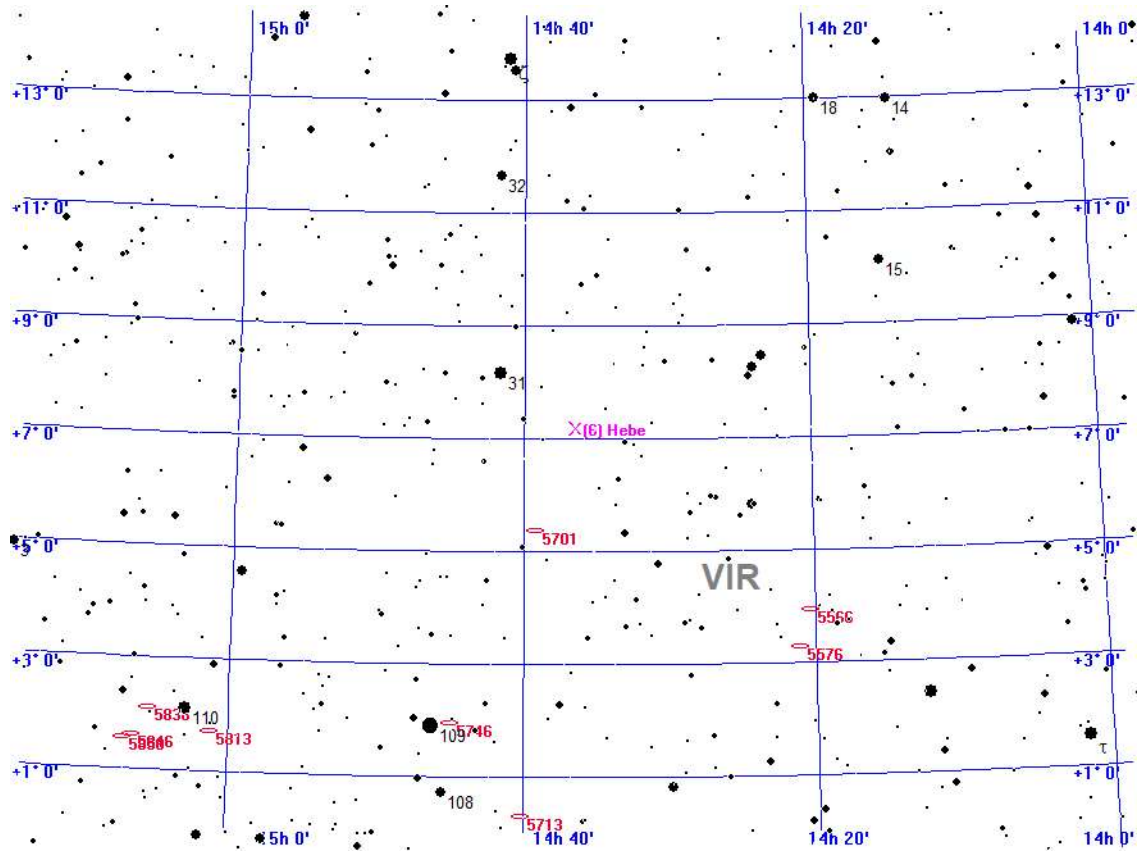 15h 0'
14h 40'
14h 20'
14h 0'
ζ
+13° 0'
18
14
+13° 0'
32
+11° 0'
+11° 0'
15
+9° 0'
+9° 0'
31
+7° 0'
(6) Hebe
+7° 0'
5701
+5° 0'
+5° 0'
VIR
5566
5576
+3° 0'
+3° 0'
5838
110
5846
5813
109
5746
τ
+1° 0'
+1° 0'
108
5713
15h 0'
14h 40'
14h 20'
14h 0'